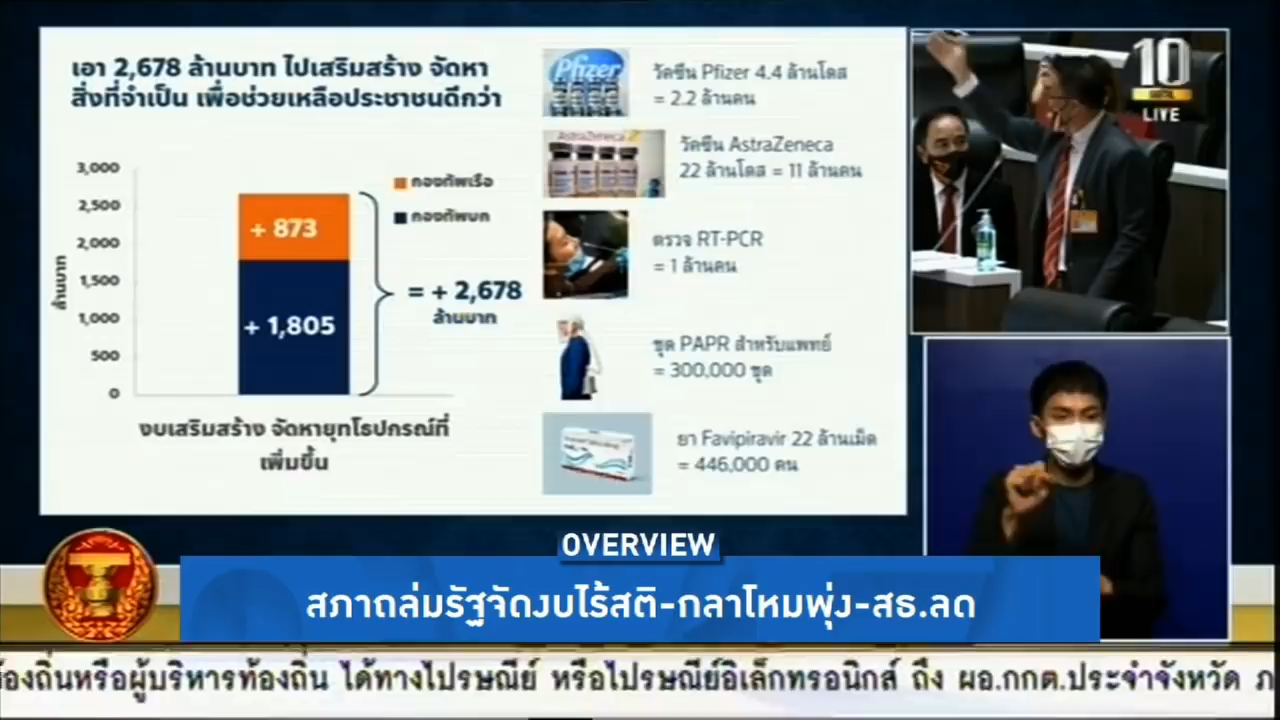 เอา 2,678 ล้านบาท ไปเสริมสร้าง จัดหา
สิ่งที่จำเป็น เพื่อช่วยเหลือประชาชนดีกว่า
3,000
2,500
2,000
1,500
1,000
500
0
ล้านบาท
+ 873
+ 1,805
กองทัพเรือ
กองทัพบก
= + 2,678
ล้านบาท
งบเสริมสร้าง จัดหายุทโธปกรณ์ที่
เพิ่มขึ้น
Pfizer
วัคซีน Pfizer 4.4 ล้านโดส
= 2.2 ล้านคน
AstraZeneca
วัคซีน AstraZeneca
22 ล้านโดส = 11 ล้านคน
ตรวจ RT-PCR
= 1 ล้านคน
ชุด PAPR สำหรับแพทย์
= 300,000 ชุด
ยา Favipiravir 22 ล้านเม็ด
= 446,000 คน
10
LIVE
OVERVIEW
สภาถล่มรัฐจัดงบไร้สติ-กลาโหมพุ่ง-สธ.ลด
องถิ่นหรือผู้บริหารท้องถิ่น ได้ทางไปรษณีย์ หรือไปรษณีย์อิเล็กทรอนิกส์ ถึง ผอ.กกต.ประจำจังหวัด ภ